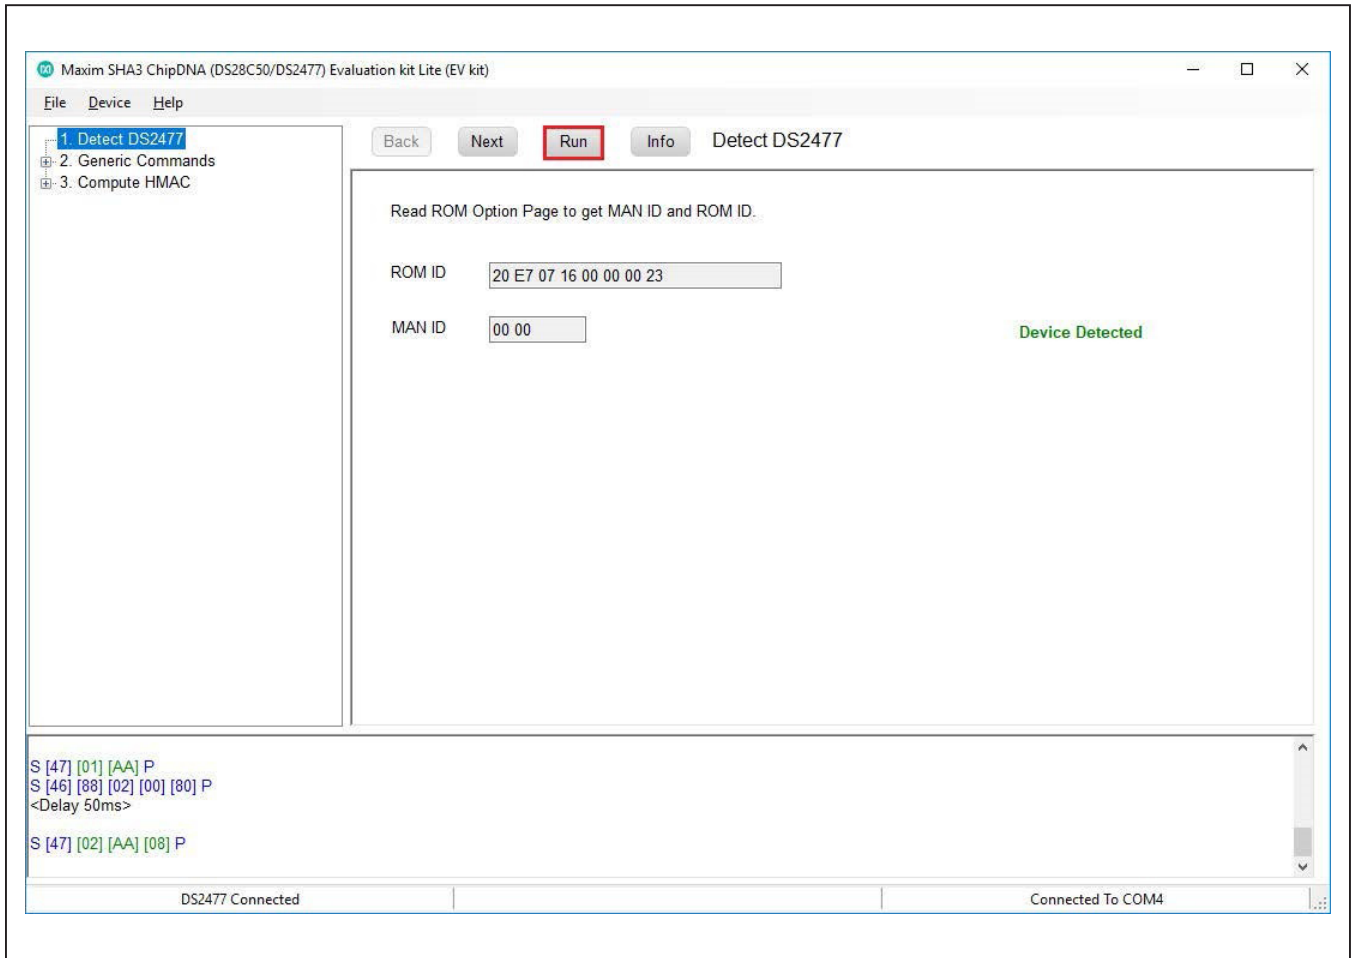 Maxim SHA3 ChipDNA (DS28C50/DS2477) Evaluation kit Lite (EV kit)
File Device Help
1. Detect DS2477
2. Generic Commands
3. Compute HMAC
Back Next Run Info Detect DS2477
Read ROM Option Page to get MAN ID and ROM ID.
ROM ID 20 E7 07 16 00 00 00 23
MAN ID 00 00
Device Detected
S [47] [01] [AA] P
S [46] [88] [02] [00] [80] P
<Delay 50ms>
S [47] [02] [AA] [08] P
DS2477 Connected Connected To COM4